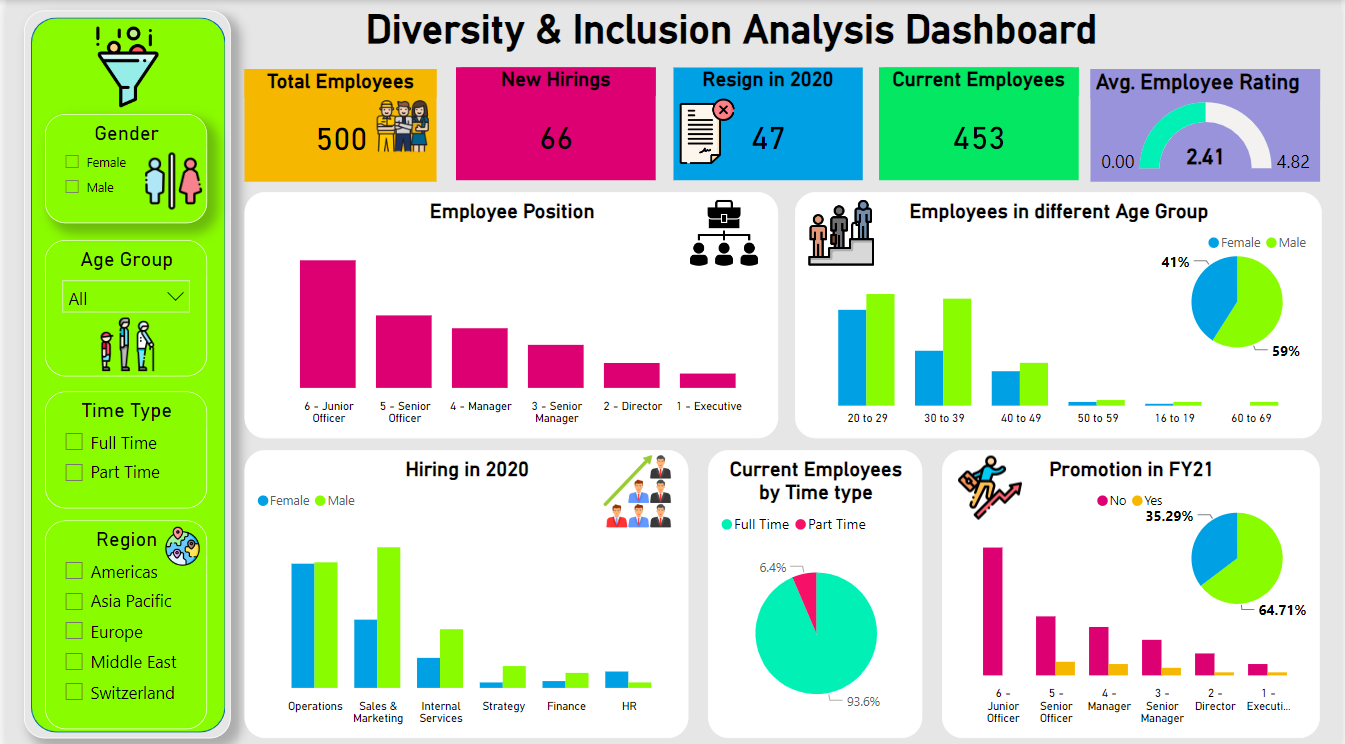 Diversity & Inclusion Analysis Dashboard
Gender
Female
Male
Age Group
All
Time Type
Full Time
Part Time
Region
Americas
Asia Pacific
Europe
Middle East
Switzerland
Total Employees
500
New Hirings
66
Resign in 2020
47
Current Employees
453
Avg. Employee Rating
0.00
2.41
4.82
Employee Position
6 - Junior
Officer
5 - Senior
Officer
4 - Manager
3 - Senior
Manager
2 - Director
1 - Executive
Employees in different Age Group
Female
Male
41%
59%
20 to 29
30 to 39
40 to 49
50 to 59
16 to 19
60 to 69
Hiring in 2020
Female
Male
Operations
Sales &
Marketing
Internal
Services
Strategy
Finance
HR
Current Employees
by Time type
Full Time
Part Time
6.4%
93.6%
Promotion in FY21
No
Yes
35.29%
64.71%
6 -
Junior
Officer
5 -
Senior
Officer
4 -
Manager
3 -
Senior
Manager
2 -
Director
1 -
Executi...